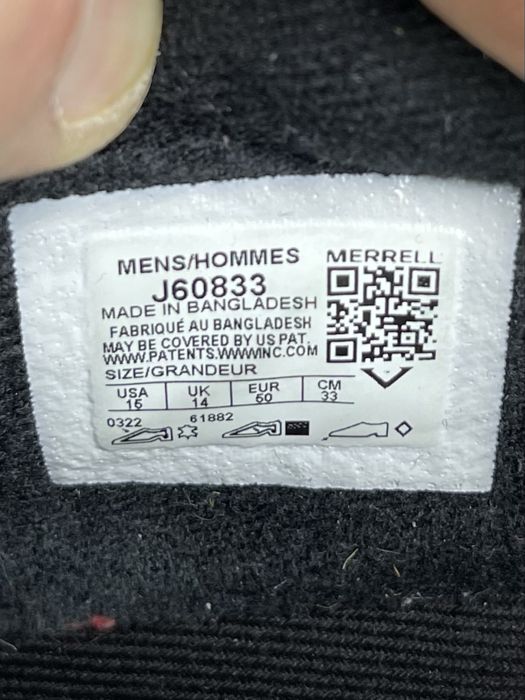 MENS/HOMMES
MERRELL
J60833
MADE IN BANGLADESH
FABRIQUÉ AU BANGLADESH
MAY BE COVERED BY US PAT.
WWW.PATENTS.WWWINC.COM
SIZE/GRANDEUR
USA UK EUR CM
15 14 50 33
0322 61882